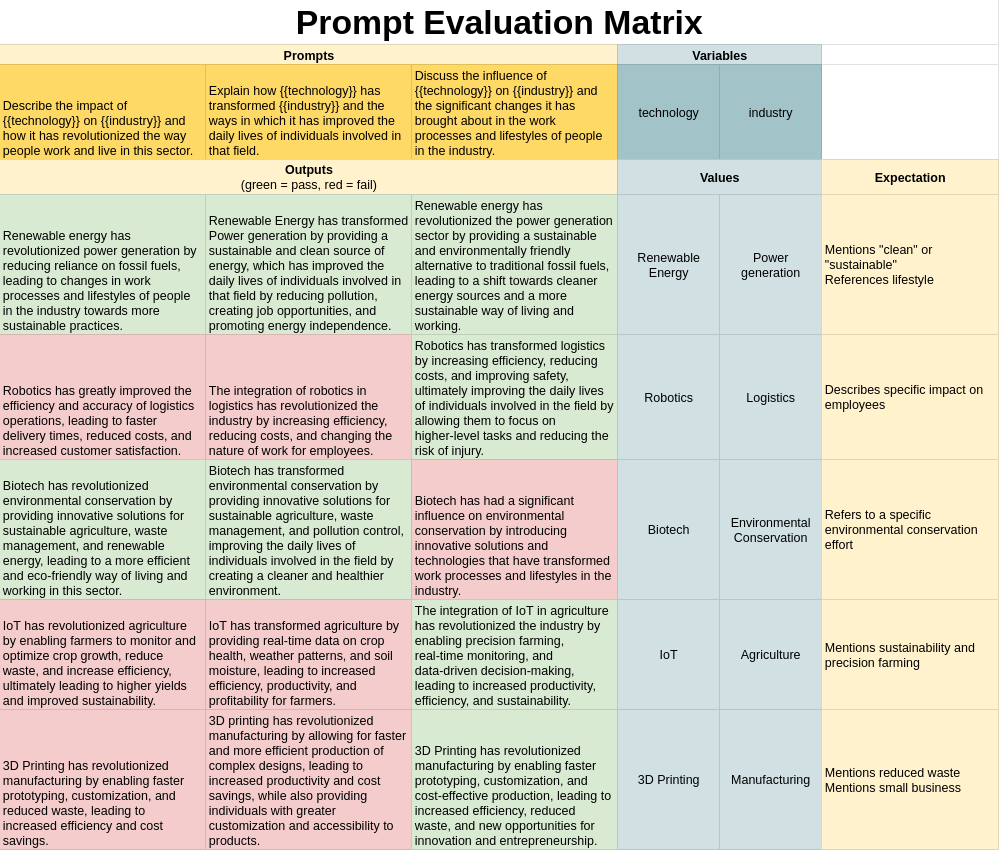 Prompt Evaluation Matrix
Prompts
Variables
Describe the impact of
{{technology}} on {{industry}} and
how it has revolutionized the way
people work and live in this sector.
Explain how {{technology}} has
transformed {{industry}} and the
ways in which it has improved the
daily lives of individuals involved in
that field.
Discuss the influence of
{{technology}} on {{industry}} and
the significant changes it has
brought about in the work
processes and lifestyles of people
in the industry.
technology
industry
Outputs
(green = pass, red = fail)
Values
Expectation
Renewable energy has
revolutionized power generation by
reducing reliance on fossil fuels,
leading to changes in work
processes and lifestyles of people
in the industry towards more
sustainable practices.
Renewable Energy has transformed
Power generation by providing a
sustainable and clean source of
energy, which has improved the
daily lives of individuals involved in
that field by reducing pollution,
creating job opportunities, and
promoting energy independence.
Renewable energy has
revolutionized the power generation
sector by providing a sustainable
and environmentally friendly
alternative to traditional fossil fuels,
leading to a shift towards cleaner
energy sources and a more
sustainable way of living and
working.
Renewable
Energy
Power
generation
Mentions "clean" or
"sustainable"
References lifestyle
Robotics has greatly improved the
efficiency and accuracy of logistics
operations, leading to faster
delivery times, reduced costs, and
increased customer satisfaction.
The integration of robotics in
logistics has revolutionized the
industry by increasing efficiency,
reducing costs, and changing the
nature of work for employees.
Robotics has transformed logistics
by increasing efficiency, reducing
costs, and improving safety,
ultimately improving the daily lives
of individuals involved in the field by
allowing them to focus on
higher-level tasks and reducing the
risk of injury.
Robotics
Logistics
Describes specific impact on
employees
Biotech has revolutionized
environmental conservation by
providing innovative solutions for
sustainable agriculture, waste
management, and renewable
energy, leading to a more efficient
and eco-friendly way of living and
working in this sector.
Biotech has transformed
environmental conservation by
providing innovative solutions for
sustainable agriculture, waste
management, and pollution control,
improving the daily lives of
individuals involved in the field by
creating a cleaner and healthier
environment.
Biotech has had a significant
influence on environmental
conservation by introducing
innovative solutions and
technologies that have transformed
work processes and lifestyles in the
industry.
Biotech
Environmental
Conservation
Refers to a specific
environmental conservation
effort
IoT has revolutionized agriculture
by enabling farmers to monitor and
optimize crop growth, reduce
waste, and increase efficiency,
ultimately leading to higher yields
and improved sustainability.
IoT has transformed agriculture by
providing real-time data on crop
health, weather patterns, and soil
moisture, leading to increased
efficiency, productivity, and
profitability for farmers.
The integration of IoT in agriculture
has revolutionized the industry by
enabling precision farming,
real-time monitoring, and
data-driven decision-making,
leading to increased productivity,
efficiency, and sustainability.
IoT
Agriculture
Mentions sustainability and
precision farming
3D Printing has revolutionized
manufacturing by enabling faster
prototyping, customization, and
reduced waste, leading to
increased efficiency and cost
savings.
3D printing has revolutionized
manufacturing by allowing for faster
and more efficient production of
complex designs, leading to
increased productivity and cost
savings, while also providing
individuals with greater
customization and accessibility to
products.
3D Printing has revolutionized
manufacturing by enabling faster
prototyping, customization, and
cost-effective production, leading to
increased efficiency, reduced
waste, and new opportunities for
innovation and entrepreneurship.
3D Printing
Manufacturing
Mentions reduced waste
Mentions small business